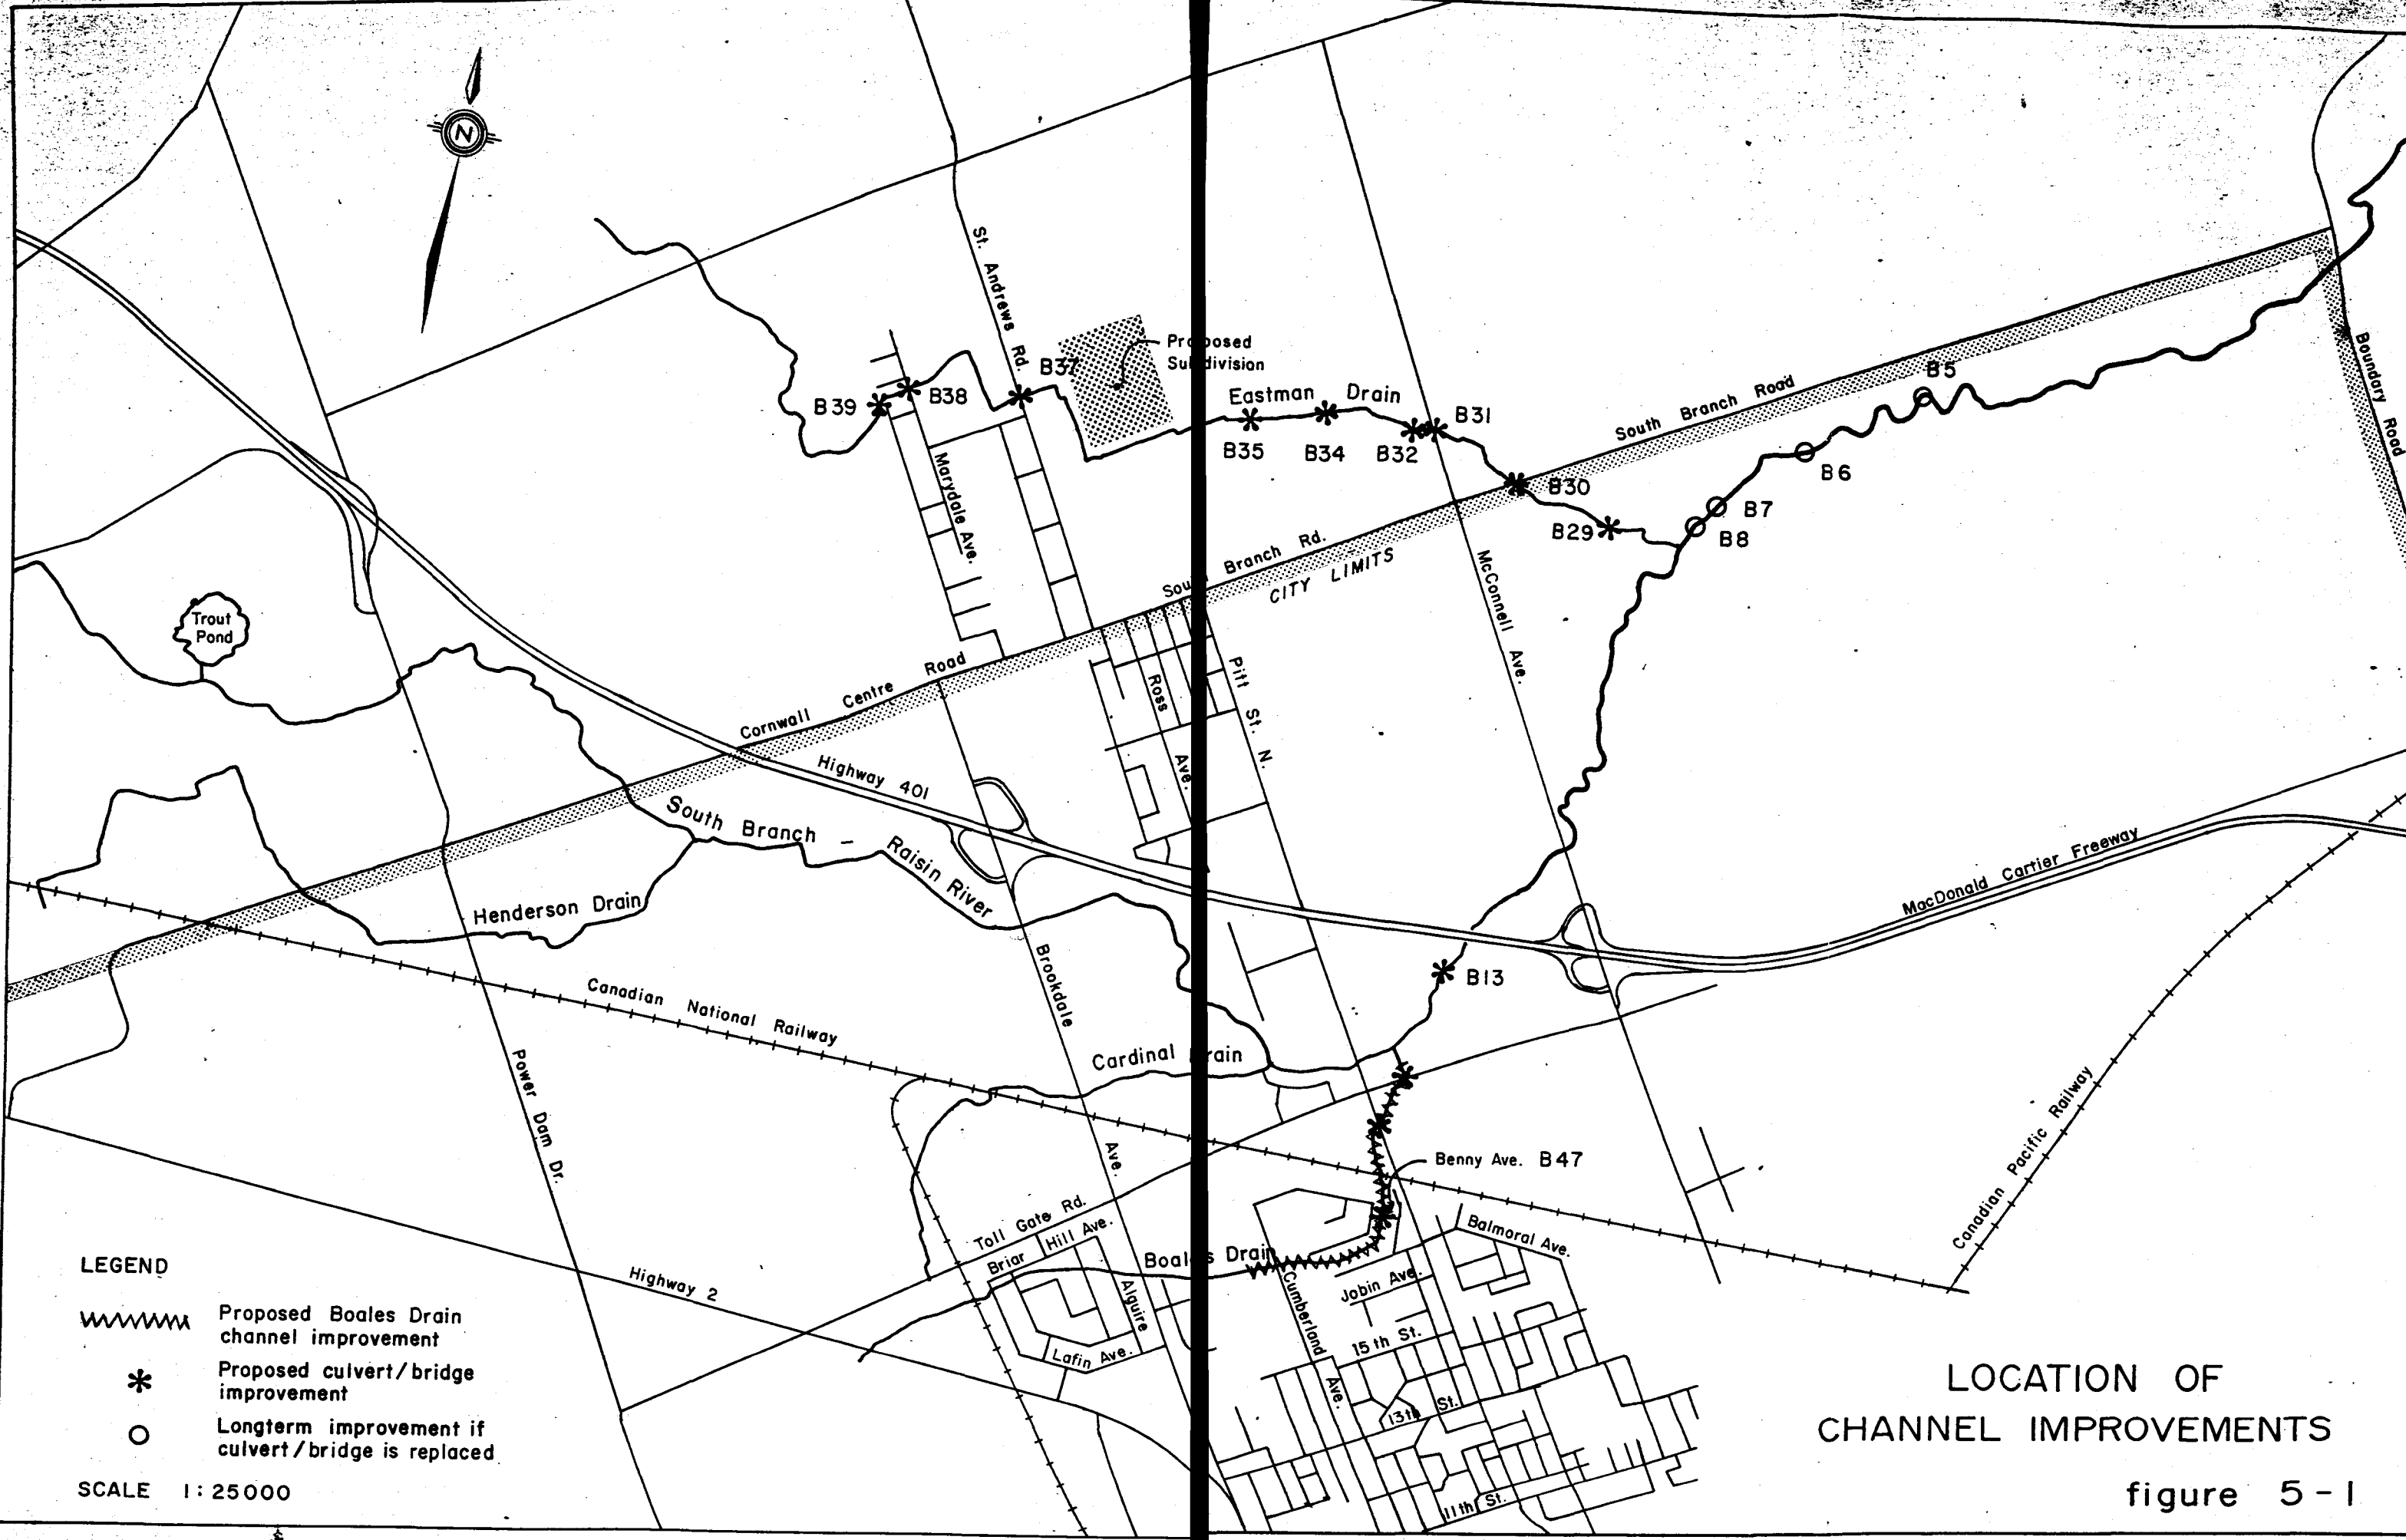 N
St. Andrews Rd.
Proposed
Subdivision
B37
B38
B39
Eastman Drain
B35
B34
B32
B31
B30
B29
B5
B6
B7
B8
South Branch Road
Boundary Road
Marydale Ave.
South Branch Rd.
CITY LIMITS
McConnell Ave.
Trout
Pond
Cornwall Centre Road
Ross Ave.
Pitt St. N.
Highway 401
South Branch - Raisin River
Henderson Drain
MacDonald Cartier Freeway
B13
Brookdale Ave.
Canadian National Railway
Cardinal Drain
Power Dam Dr.
Canadian Pacific Railway
Benny Ave. B47
Toll Gate Rd.
Briar Hill Ave.
Boales Drain
Balmoral Ave.
Jobin Ave.
Alguire
Cumberland Ave.
Highway 2
Lafin Ave.
15th St.
13th St.
11th St.
LEGEND
Proposed Boales Drain
channel improvement
Proposed culvert/bridge
improvement
Longterm improvement if
culvert/bridge is replaced
SCALE 1:25000
LOCATION OF
CHANNEL IMPROVEMENTS
figure 5-1